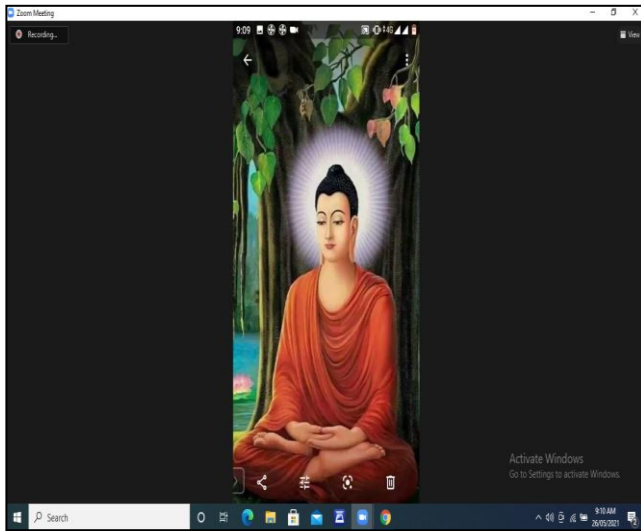 Zoom Meeting
Recording...
View
9:09
4G
Activate Windows
Go to Settings to activate Windows.
Search
9:10 AM
26/05/2021